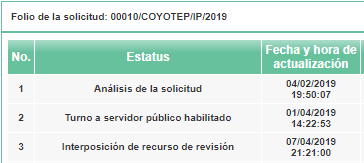 Folio de la solicitud: 00010/COYOTEP/IP/2019
No. Estatus Fecha y hora de actualización
1 Análisis de la solicitud 04/02/2019 19:50:07
2 Turno a servidor público habilitado 01/04/2019 14:22:53
3 Interposición de recurso de revisión 07/04/2019 21:21:00